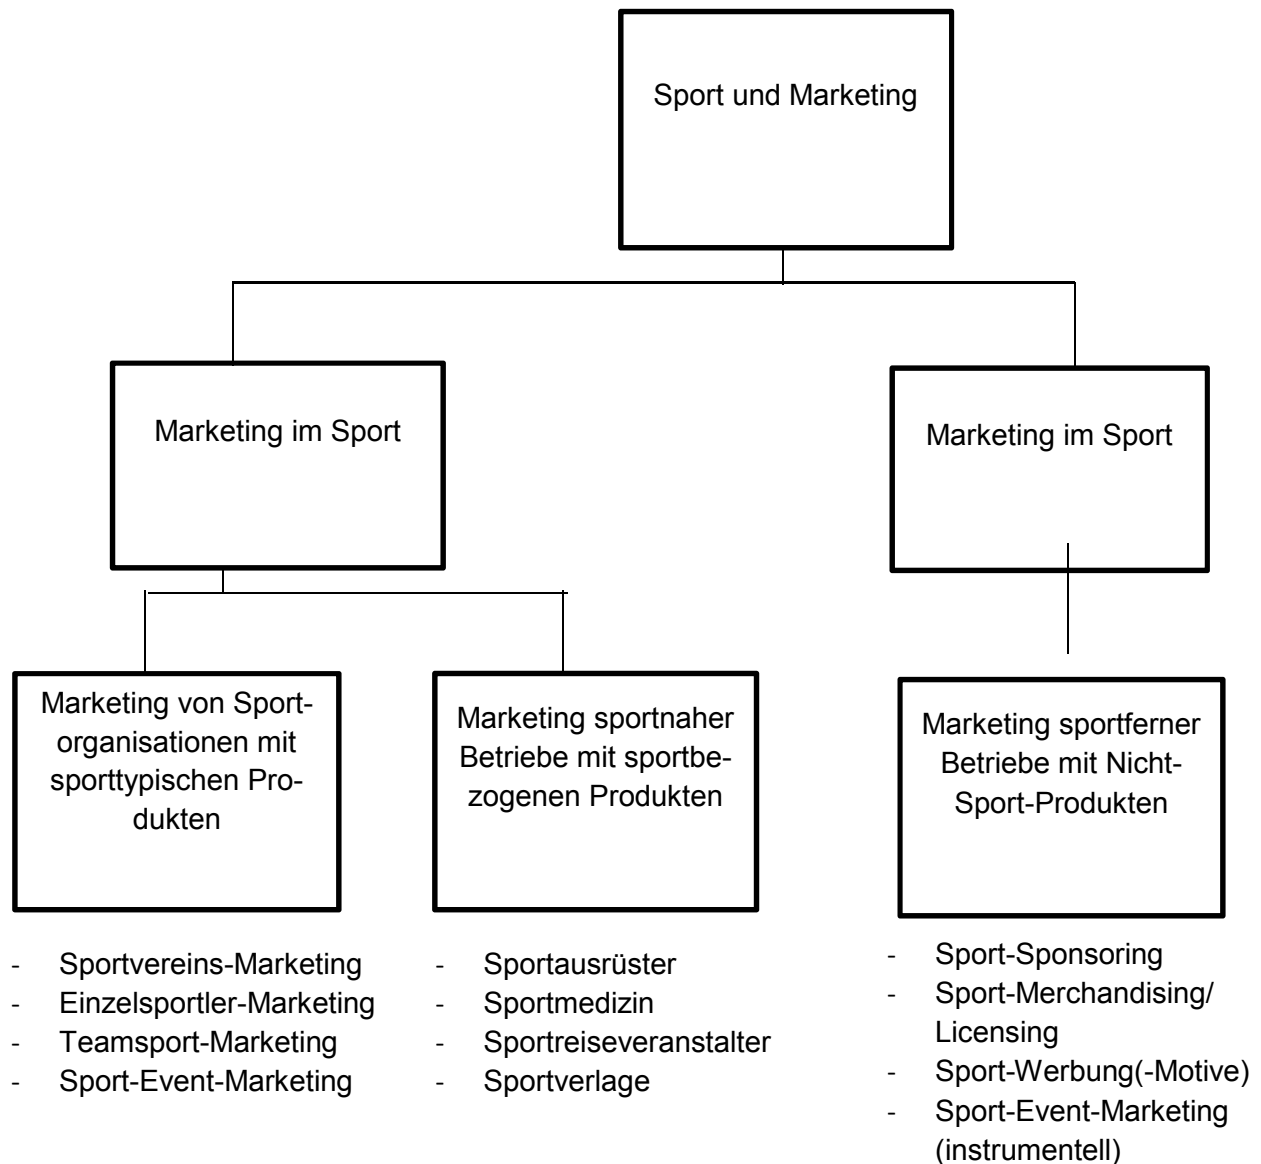 Sport und Marketing
Marketing im Sport
Marketing im Sport
Marketing von Sport-
organisationen mit
sporttypischen Pro-
dukten
Marketing sportnaher
Betriebe mit sportbe-
zogenen Produkten
Marketing sportferner
Betriebe mit Nicht-
Sport-Produkten
- Sportvereins-Marketing
- Einzelsportler-Marketing
- Teamsport-Marketing
- Sport-Event-Marketing
- Sportausrüster
- Sportmedizin
- Sportreiseveranstalter
- Sportverlage
- Sport-Sponsoring
- Sport-Merchandising/
Licensing
- Sport-Werbung(-Motive)
- Sport-Event-Marketing
(instrumentell)